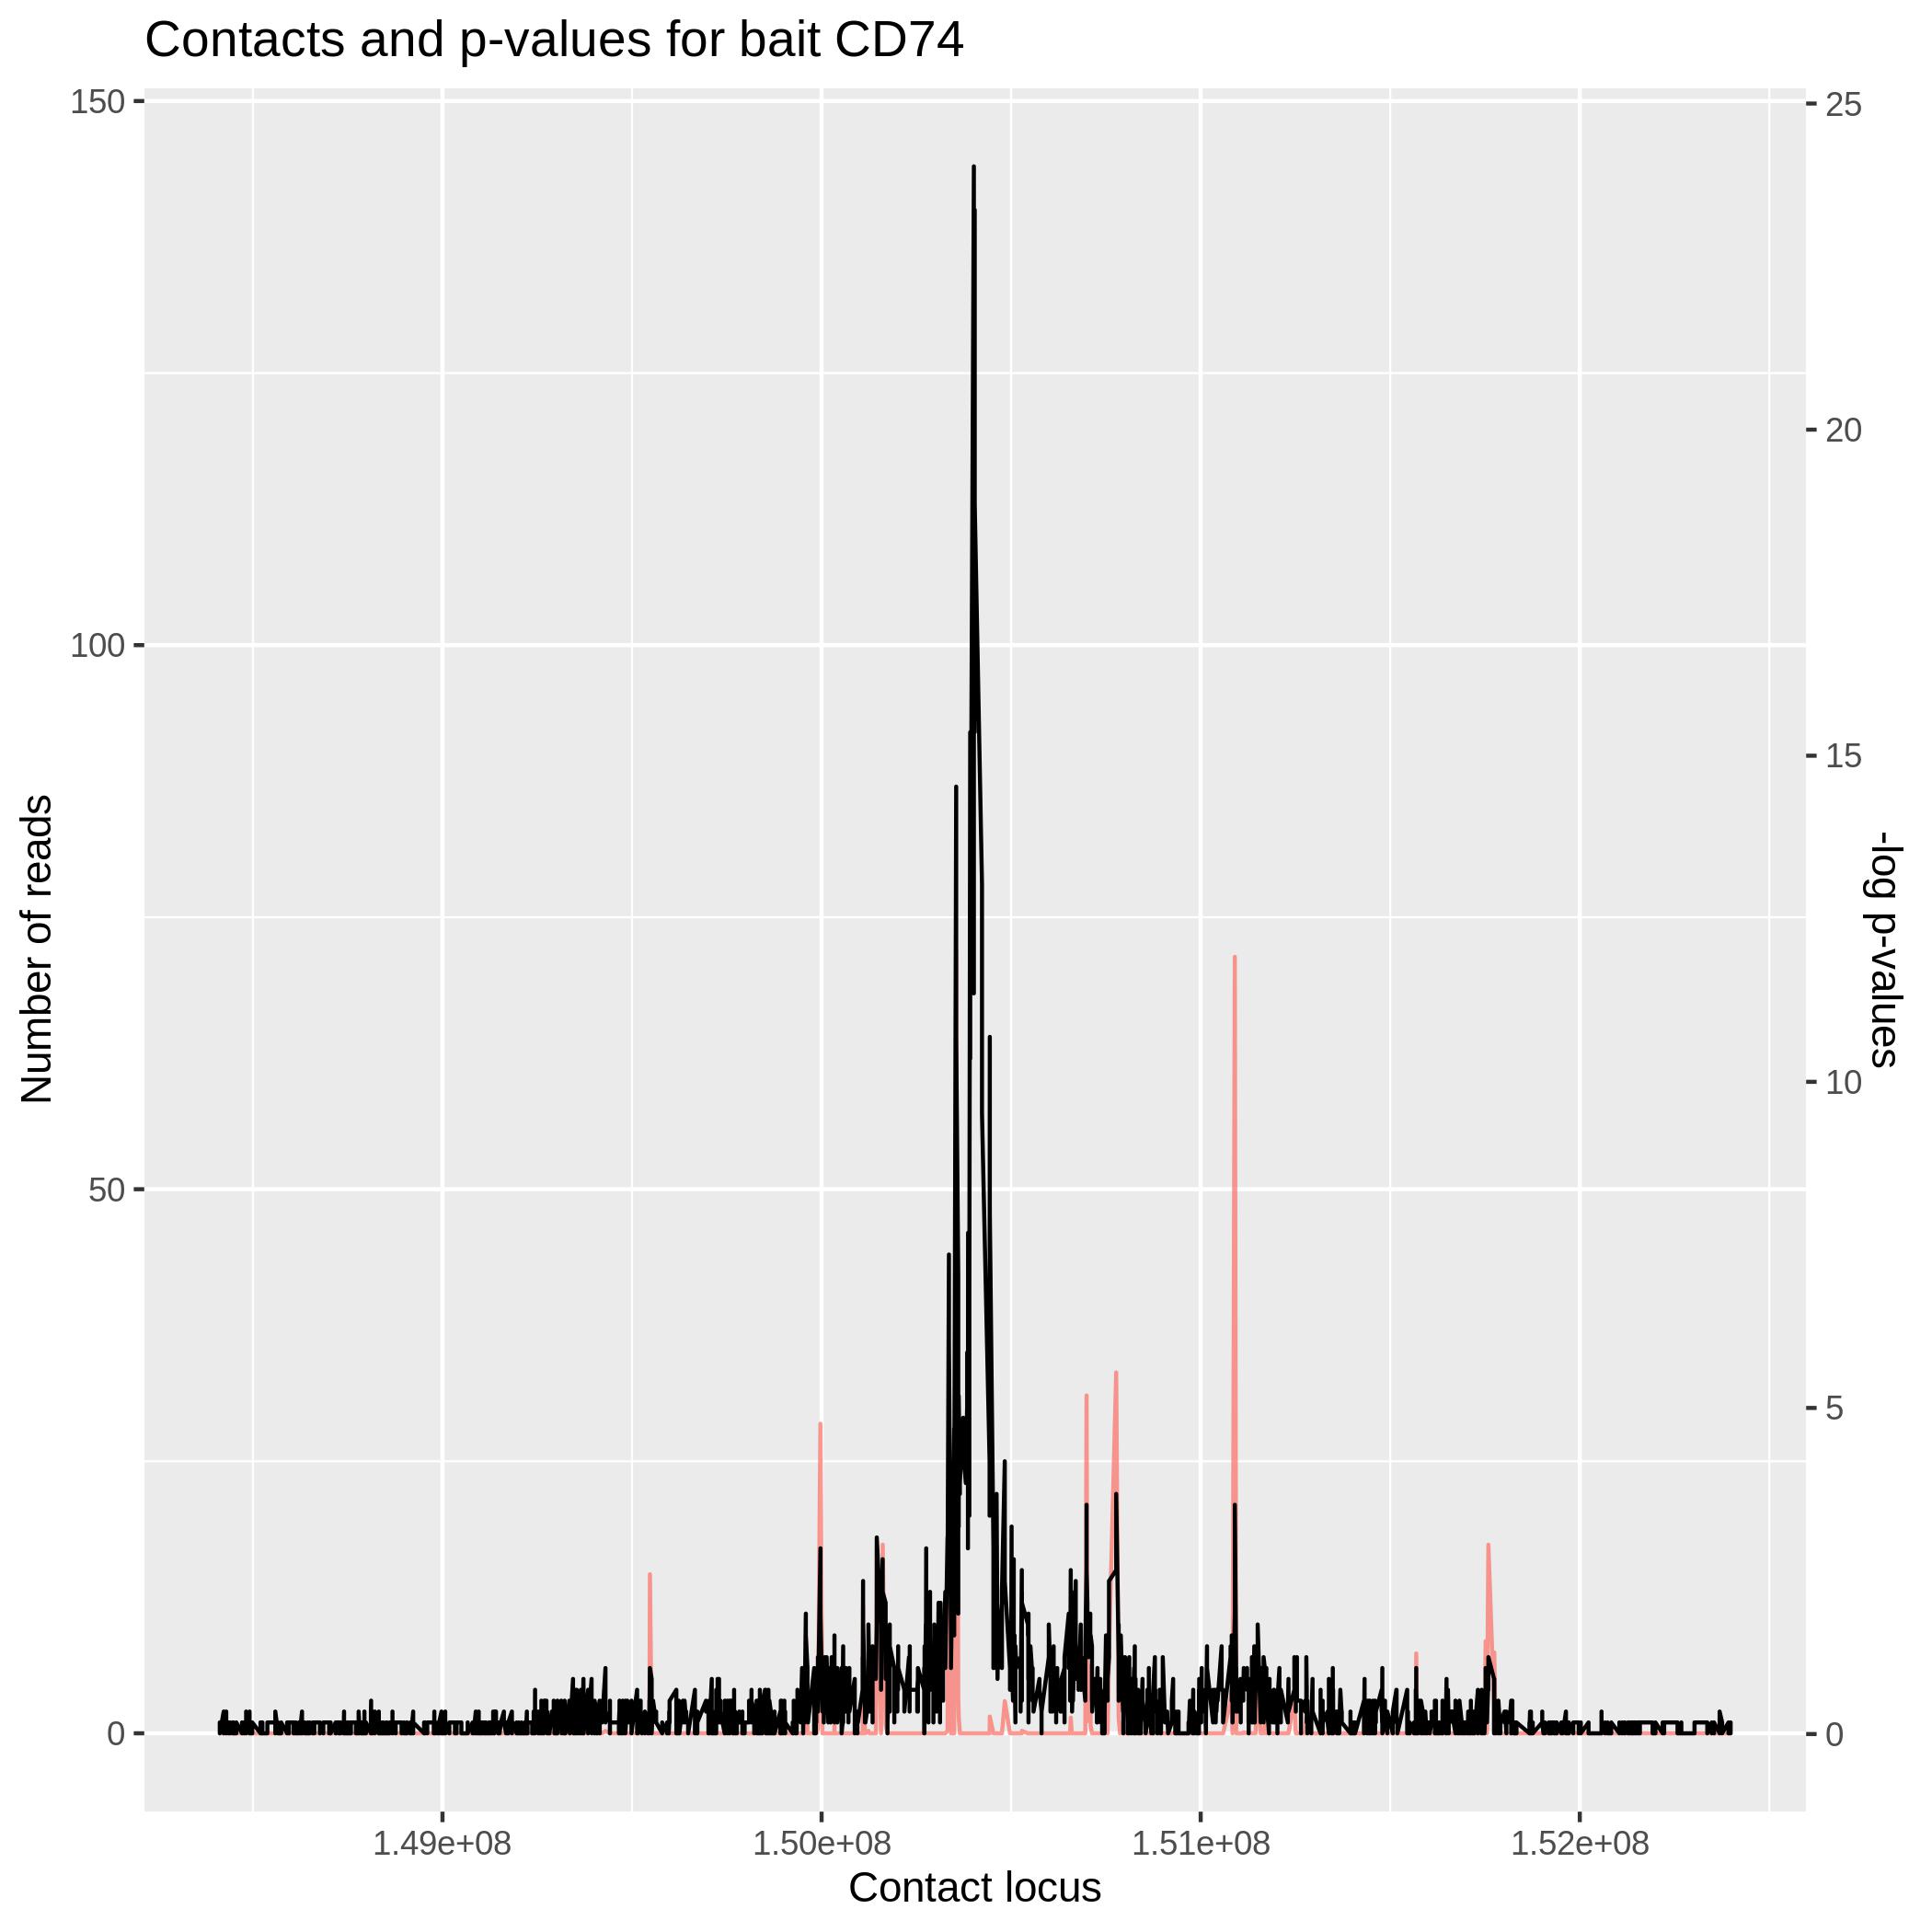 Contacts and p-values for bait CD74
150
100
50
0
Number of reads
25
20
15
10
5
0
-log p-values
1.49e+08 1.50e+08 1.51e+08 1.52e+08
Contact locus